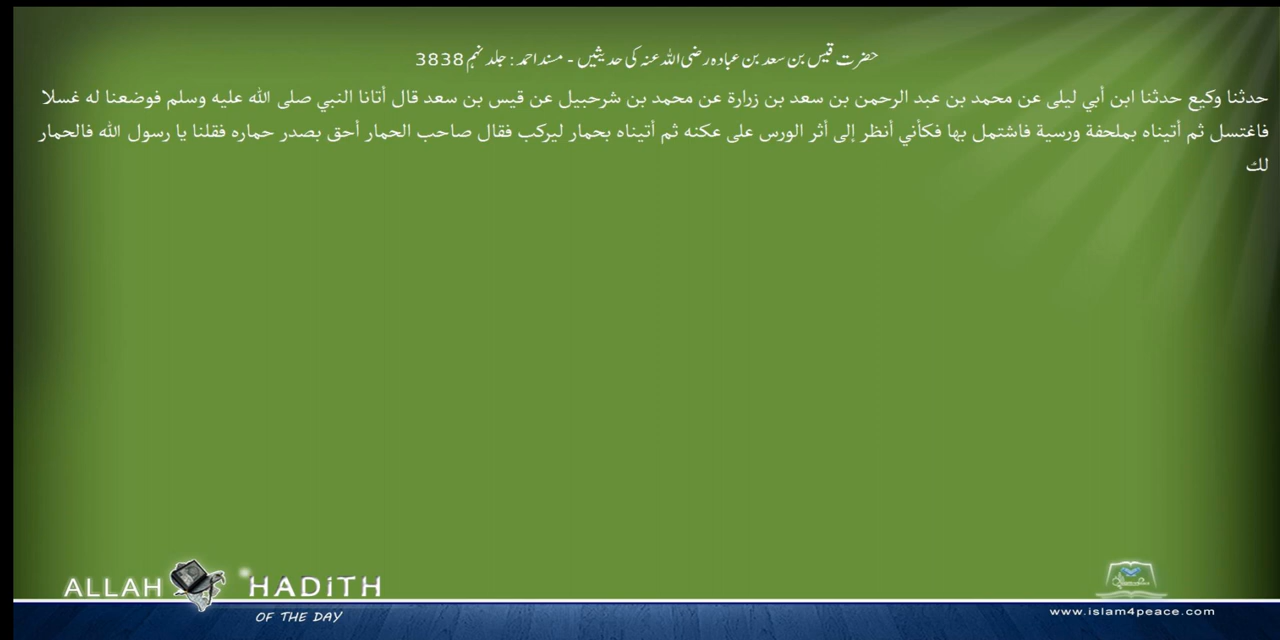 حضرت قیس بن سعد بن عبادہ رضی اللہ عنہ کی حدیثیں - مسند احمد : جلد نہم 3838
حدثنا وكيع حدثنا ابن أبي ليلى عن محمد بن عبد الرحمن بن سعد بن زرارة عن محمد بن شرحبيل عن قيس بن سعد قال أتانا النبي صلى الله عليه وسلم فوضعنا له غسلا
فاغتسل ثم أتيناه بملحفة ورسية فاشتمل بها فكأني أنظر إلى أثر الورس على عكنه ثم أتيناه بحمار ليركب فقال صاحب الحمار أحق بصدر حماره فقلنا يا رسول الله فالحمار
لك
ALLAH HADITH
OF THE DAY
www.islam4peace.com